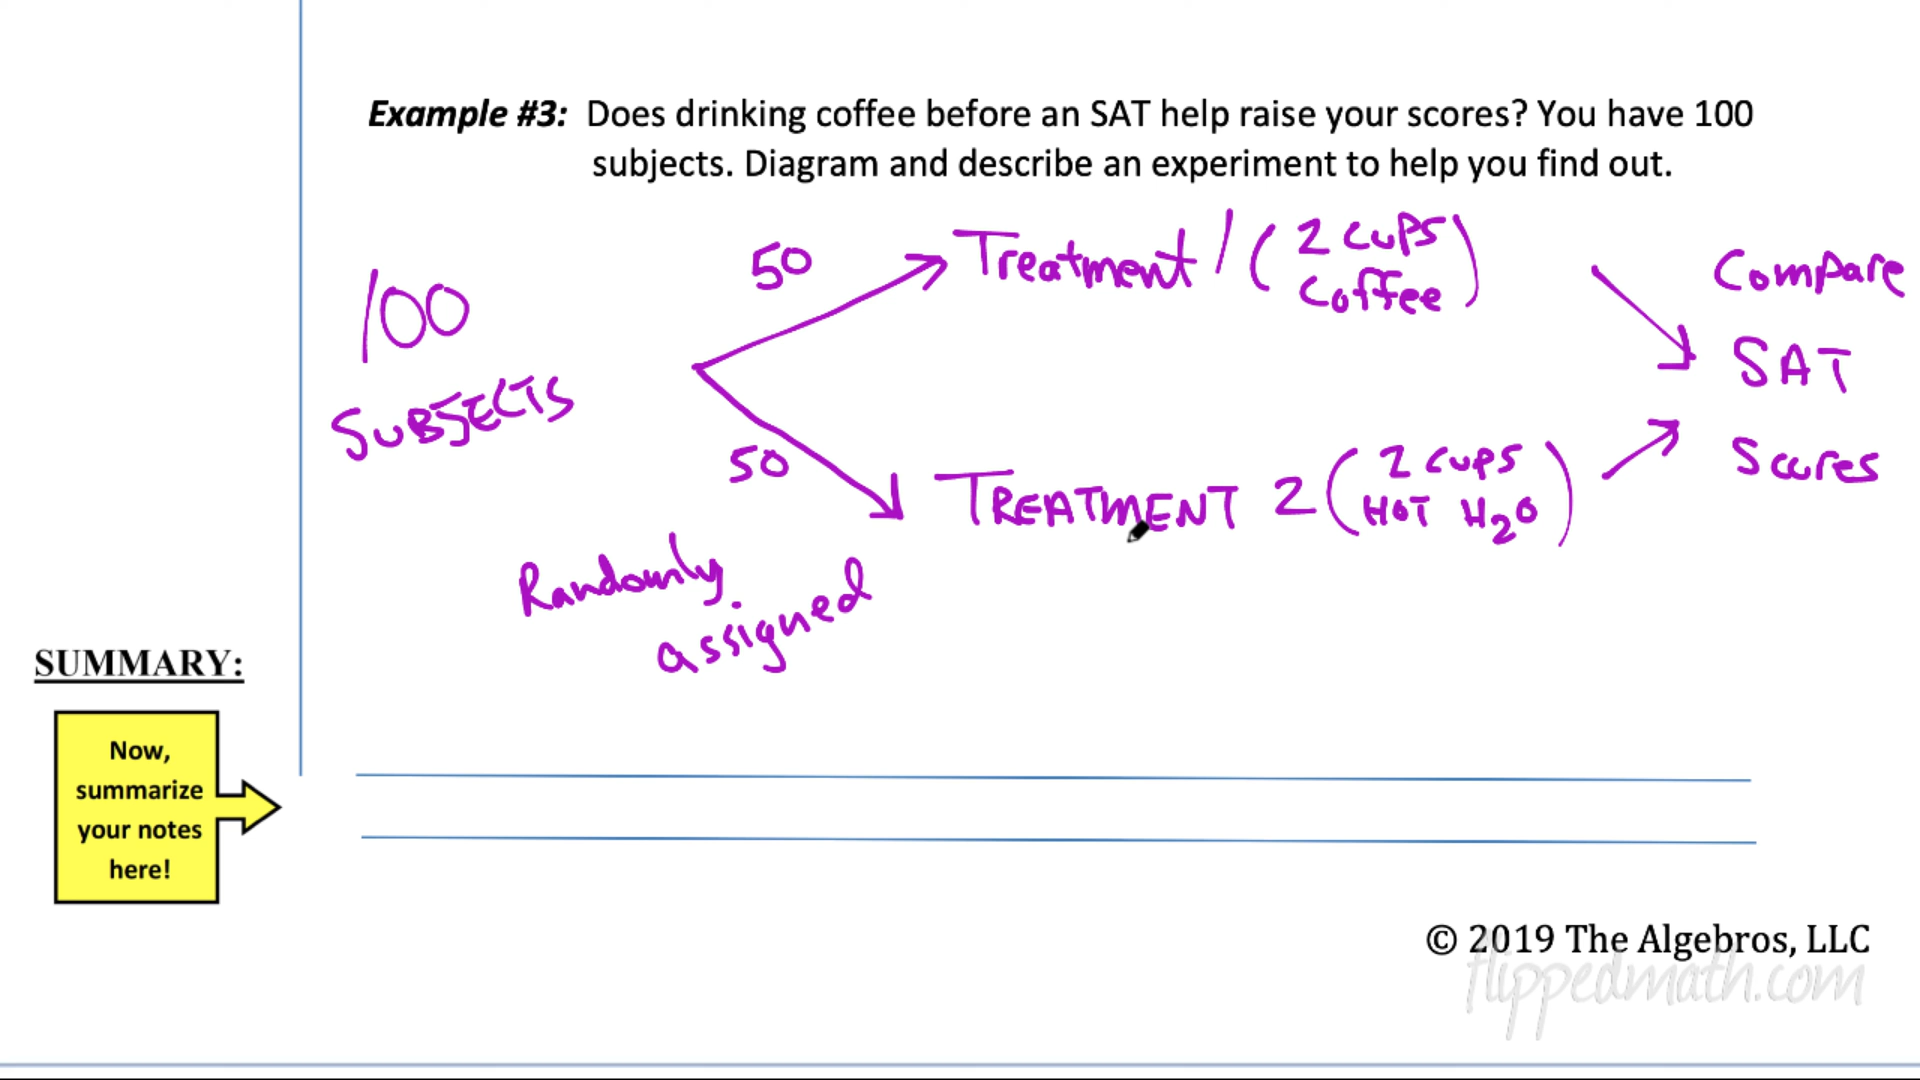 Example #3: Does drinking coffee before an SAT help raise your scores? You have 100
subjects. Diagram and describe an experiment to help you find out.
100
SUBJECTS
50
50
Randomly
assigned
Treatment 1 (2 cups
coffee)
TREATMENT 2 (2 cups
HOT H2O)
Compare
SAT
Scores
SUMMARY:
Now,
summarize
your notes
here!
© 2019 The Algebros, LLC
flippedmath.com